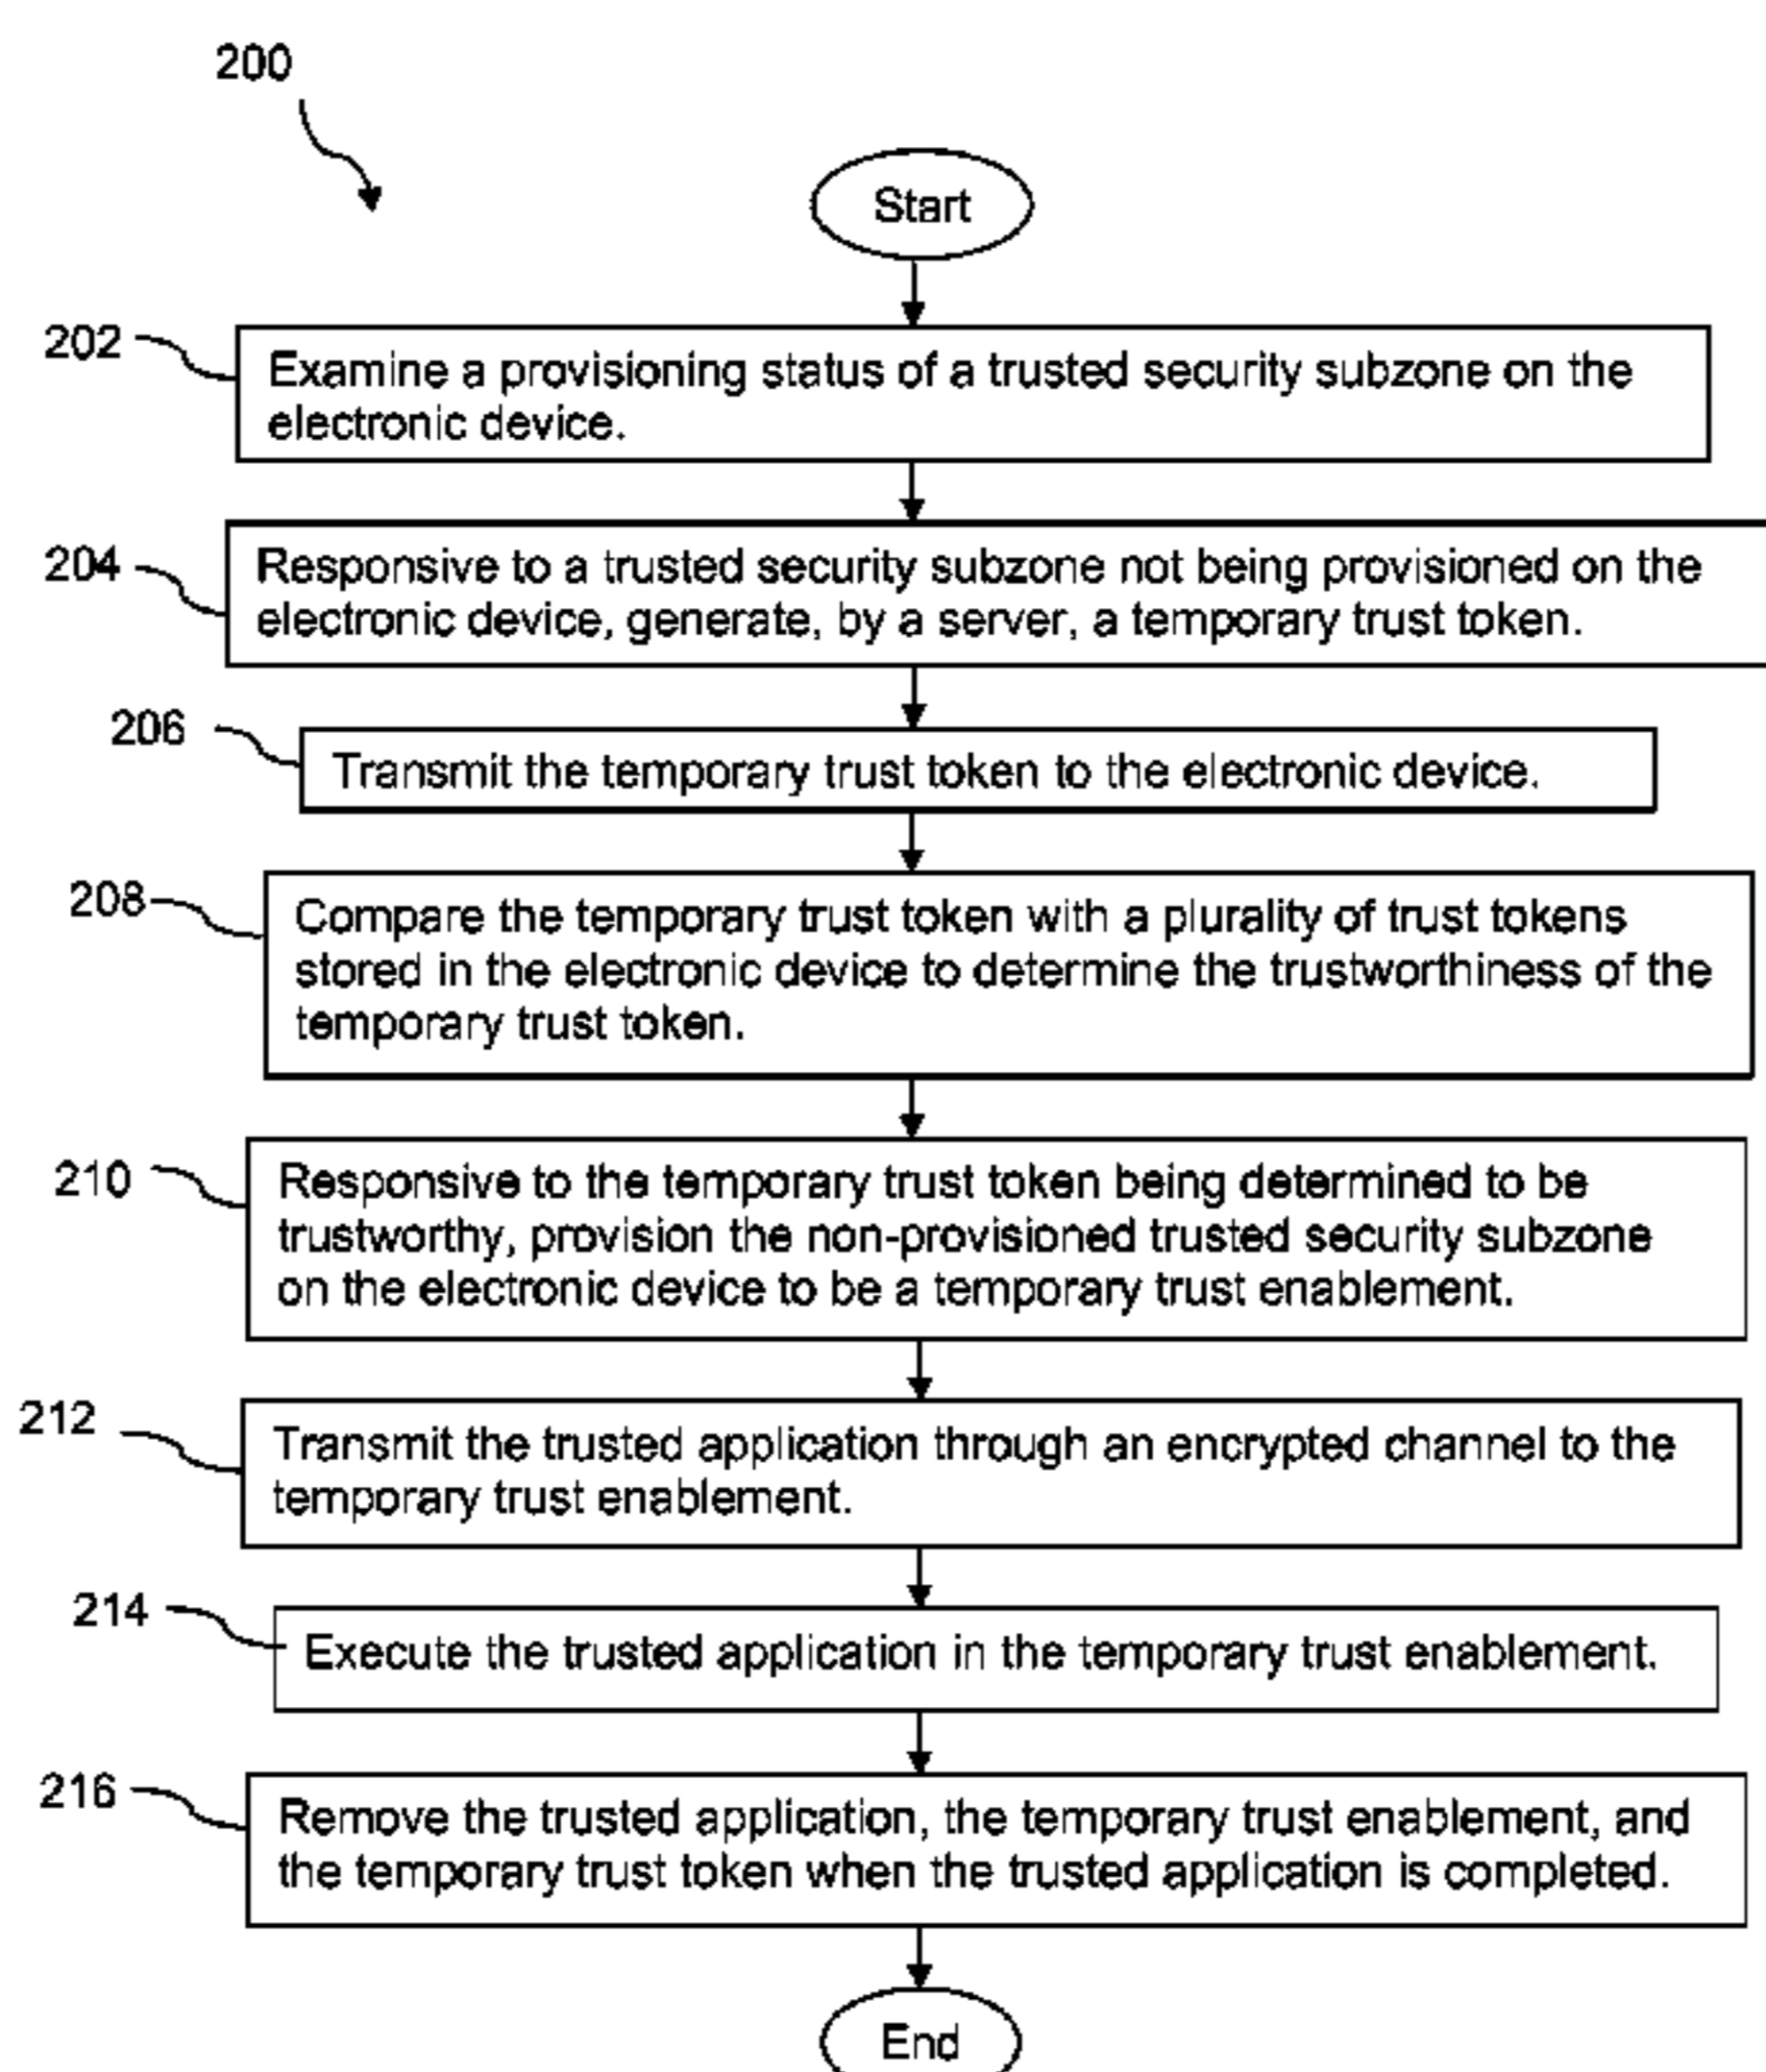 200
Start
202
Examine a provisioning status of a trusted security subzone on the
electronic device.
204
Responsive to a trusted security subzone not being provisioned on the
electronic device, generate, by a server, a temporary trust token.
206
Transmit the temporary trust token to the electronic device.
208
Compare the temporary trust token with a plurality of trust tokens
stored in the electronic device to determine the trustworthiness of the
temporary trust token.
210
Responsive to the temporary trust token being determined to be
trustworthy, provision the non-provisioned trusted security subzone
on the electronic device to be a temporary trust enablement.
212
Transmit the trusted application through an encrypted channel to the
temporary trust enablement.
214
Execute the trusted application in the temporary trust enablement.
216
Remove the trusted application, the temporary trust enablement, and
the temporary trust token when the trusted application is completed.
End